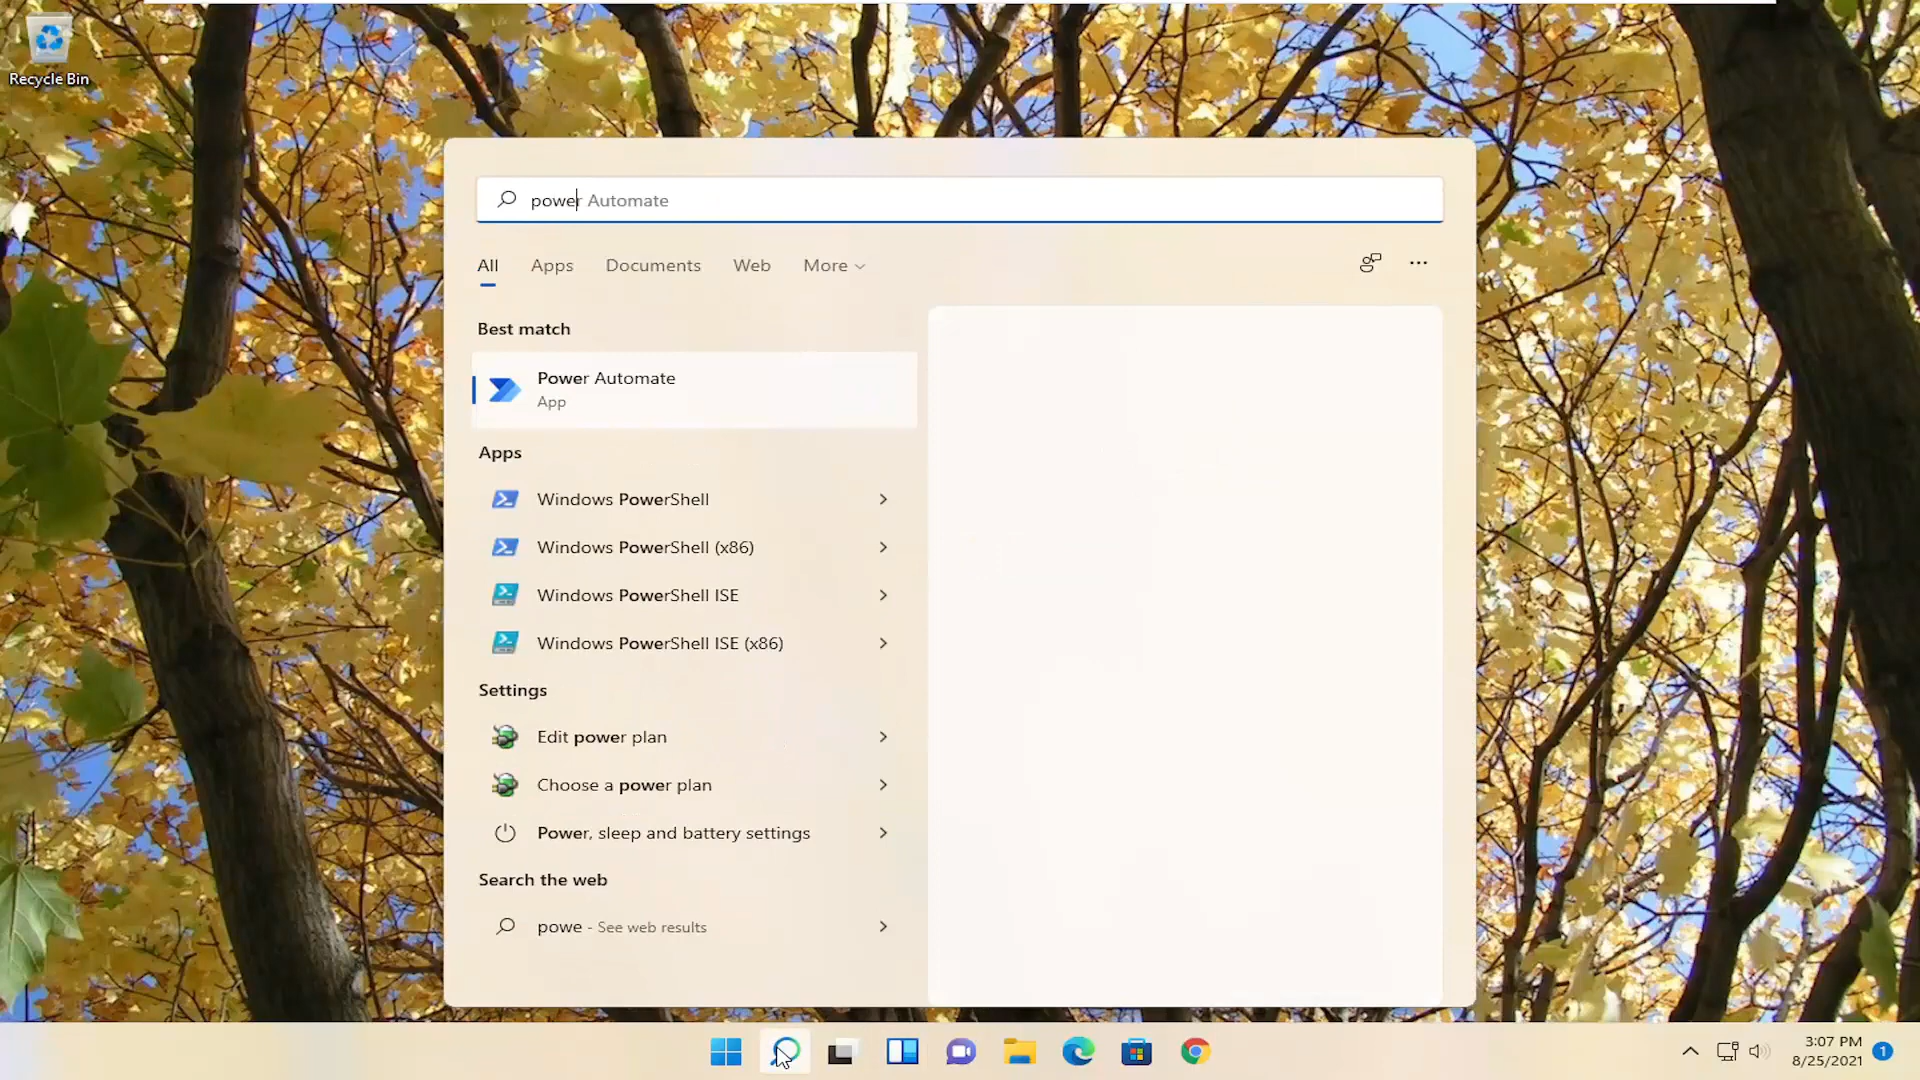 Recycle Bin
power Automate
All Apps Documents Web More
Best match
Power Automate
App
Apps
Windows PowerShell
Windows PowerShell (x86)
Windows PowerShell ISE
Windows PowerShell ISE (x86)
Settings
Edit power plan
Choose a power plan
Power, sleep and battery settings
Search the web
powe - See web results
3:07 PM
8/25/2021
1